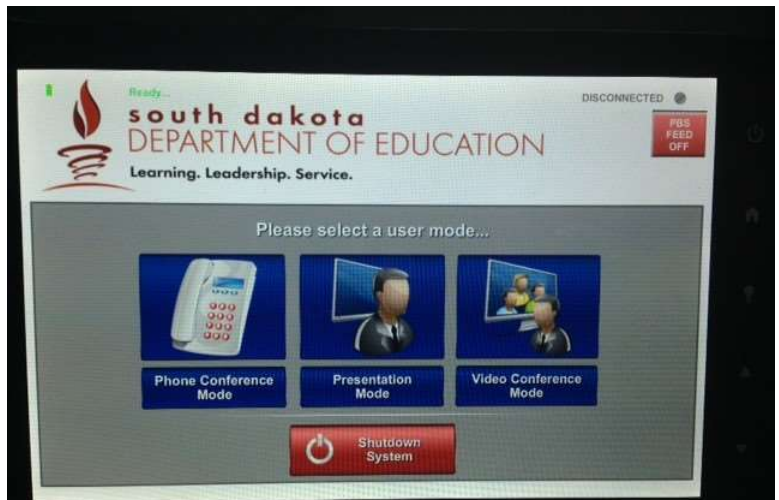 Ready...
DISCONNECTED
south dakota
DEPARTMENT OF EDUCATION
Learning. Leadership. Service.
PBS
FEED
OFF
Please select a user mode...
Phone Conference
Mode
Presentation
Mode
Video Conference
Mode
Shutdown
System